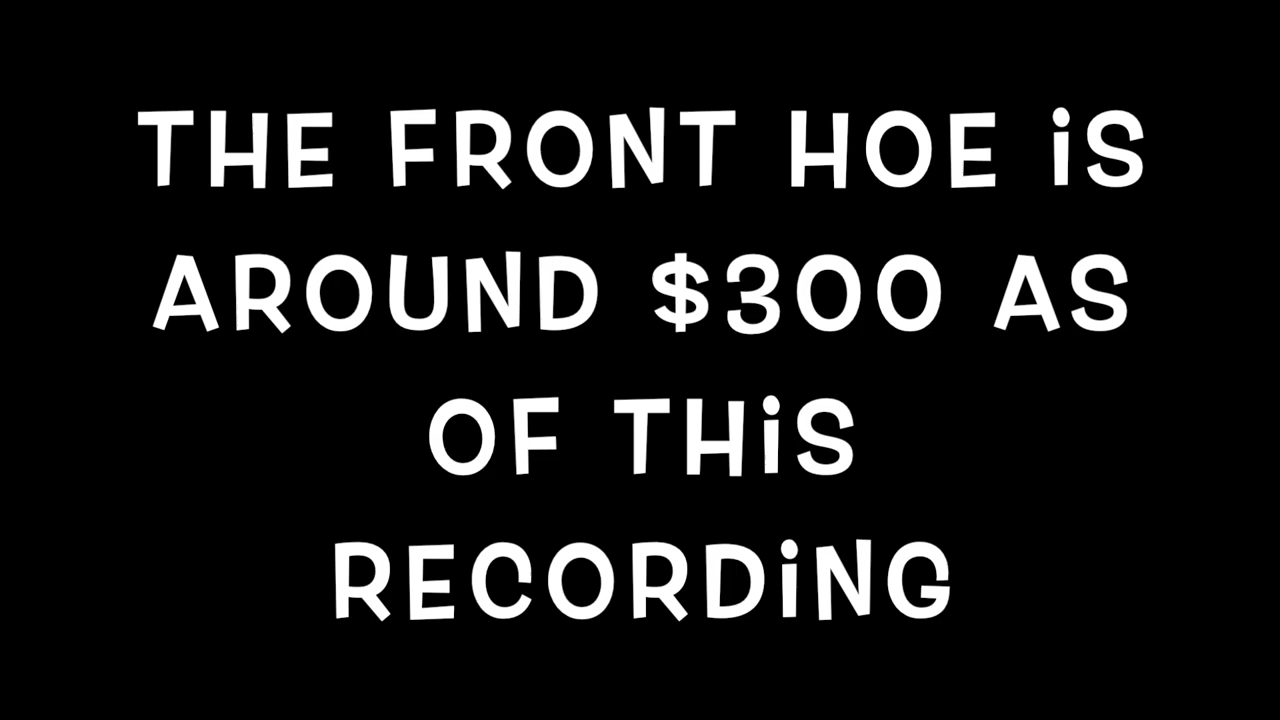 THE FRONT HOE iS
AROUND $300 AS
OF THiS
RECORDiNG